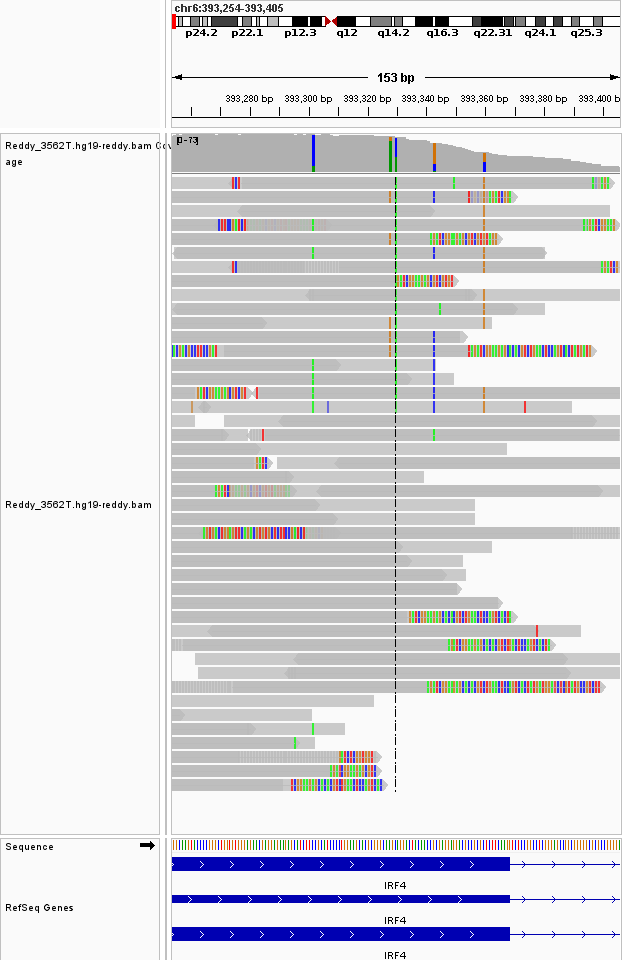 chr6:393,254-393,405
p24.2 p22.1 p12.3 q12 q14.2 q16.3 q22.31 q24.1 q25.3
153 bp
393,280 bp 393,300 bp 393,320 bp 393,340 bp 393,360 bp 393,380 bp 393,400 b
Reddy_3562T.hg19-reddy.bam Cov
age
[0-73]
Reddy_3562T.hg19-reddy.bam
Sequence
IRF4
RefSeq Genes
IRF4
IRF4